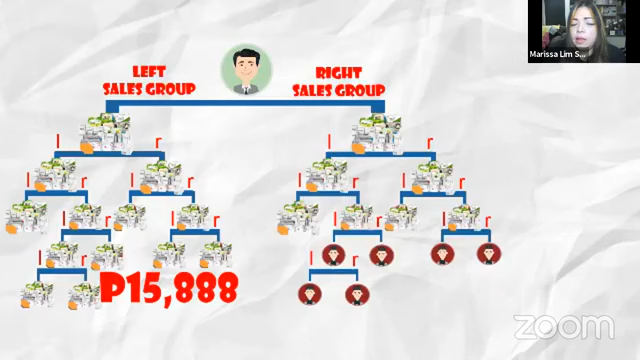 Marissa Lim S...
LEFT
SALES GROUP
RIGHT
SALES GROUP
l r l r
l r l r l r l r
l r l r l r l r
l r l r
P15,888
zoom